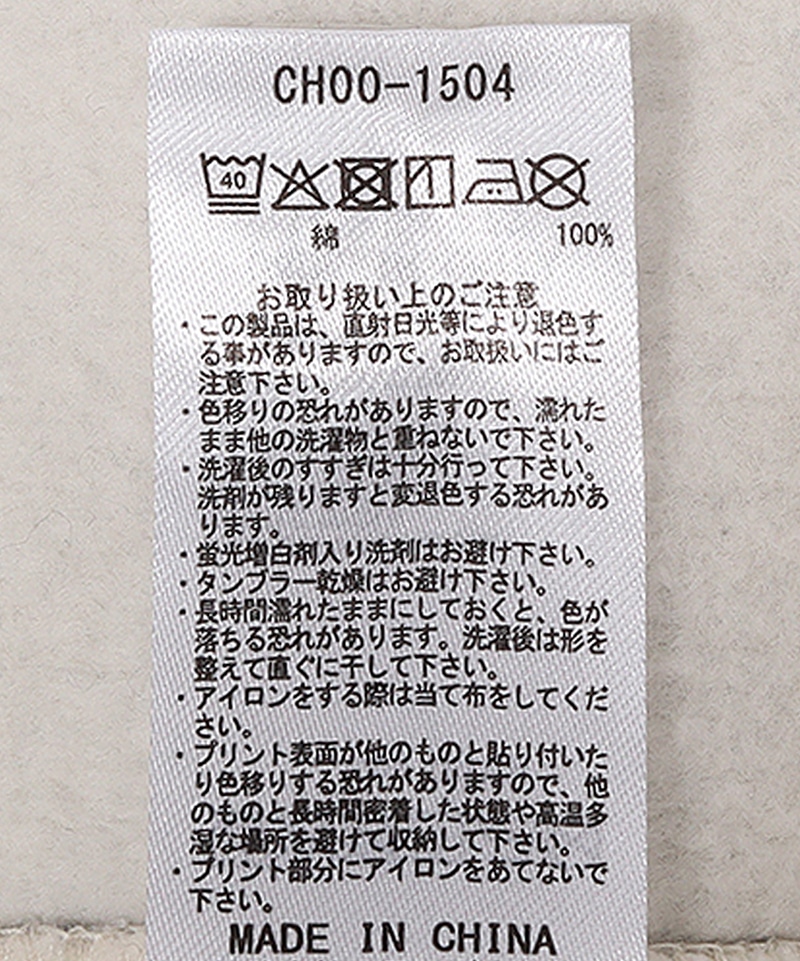 CH00-1504
40
綿 100%
お取り扱い上のご注意
・この製品は、直射日光等により退色す
る事がありますので、お取扱いにはご
注意下さい。
・色移りの恐れがありますので、濡れた
まま他の洗濯物と重ねないで下さい。
・洗濯後のすすぎは十分行って下さい。
洗剤が残りますと変退色する恐れがあ
ります。
・蛍光増白剤入り洗剤はお避け下さい。
・タンブラー乾燥はお避け下さい。
・長時間濡れたままにしておくと、色が
落ちる恐れがあります。洗濯後は形を
整えて直ぐに干して下さい。
・アイロンをする際は当て布をしてくだ
さい。
・プリント表面が他のものと貼り付いた
り色移りする恐れがありますので、他
のものと長時間密着した状態や高温多
湿な場所を避けて収納して下さい。
・プリント部分にアイロンをあてないで
下さい。
MADE IN CHINA